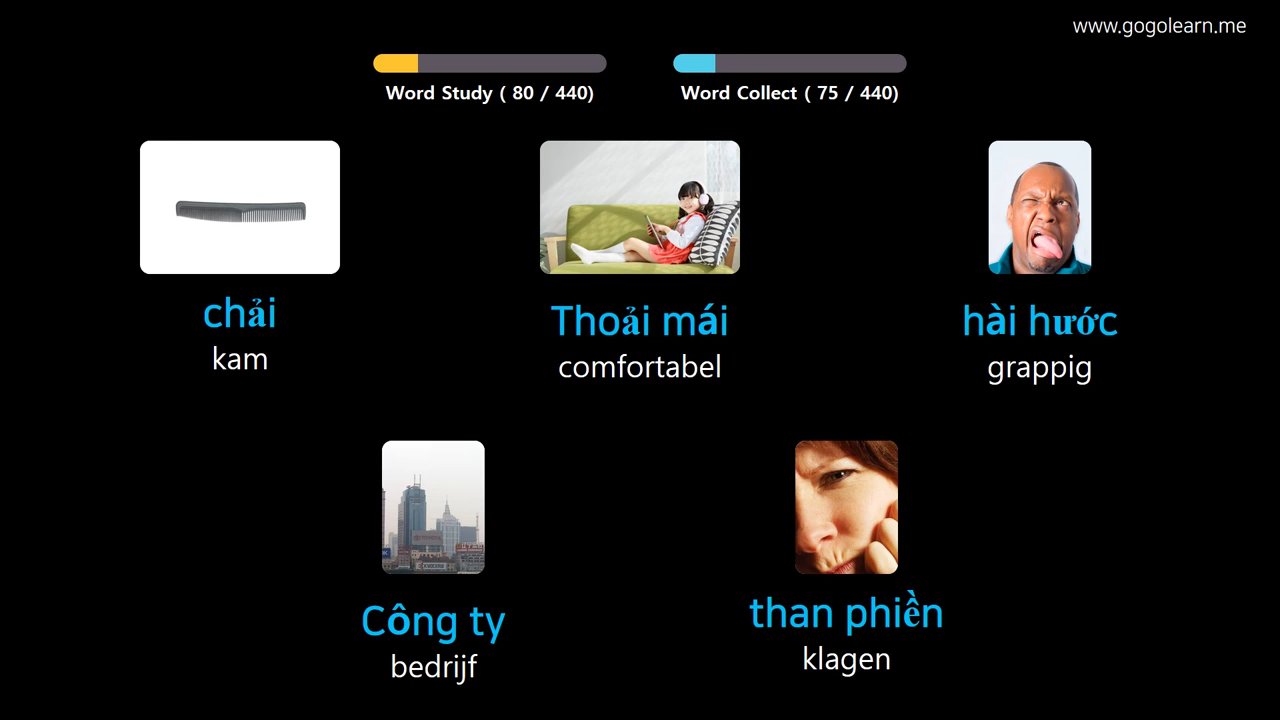 www.gogolearn.me
Word Study ( 80 / 440)
Word Collect ( 75 / 440)
chải
kam
Thoải mái
comfortabel
hài hước
grappig
Công ty
bedrijf
than phiền
klagen